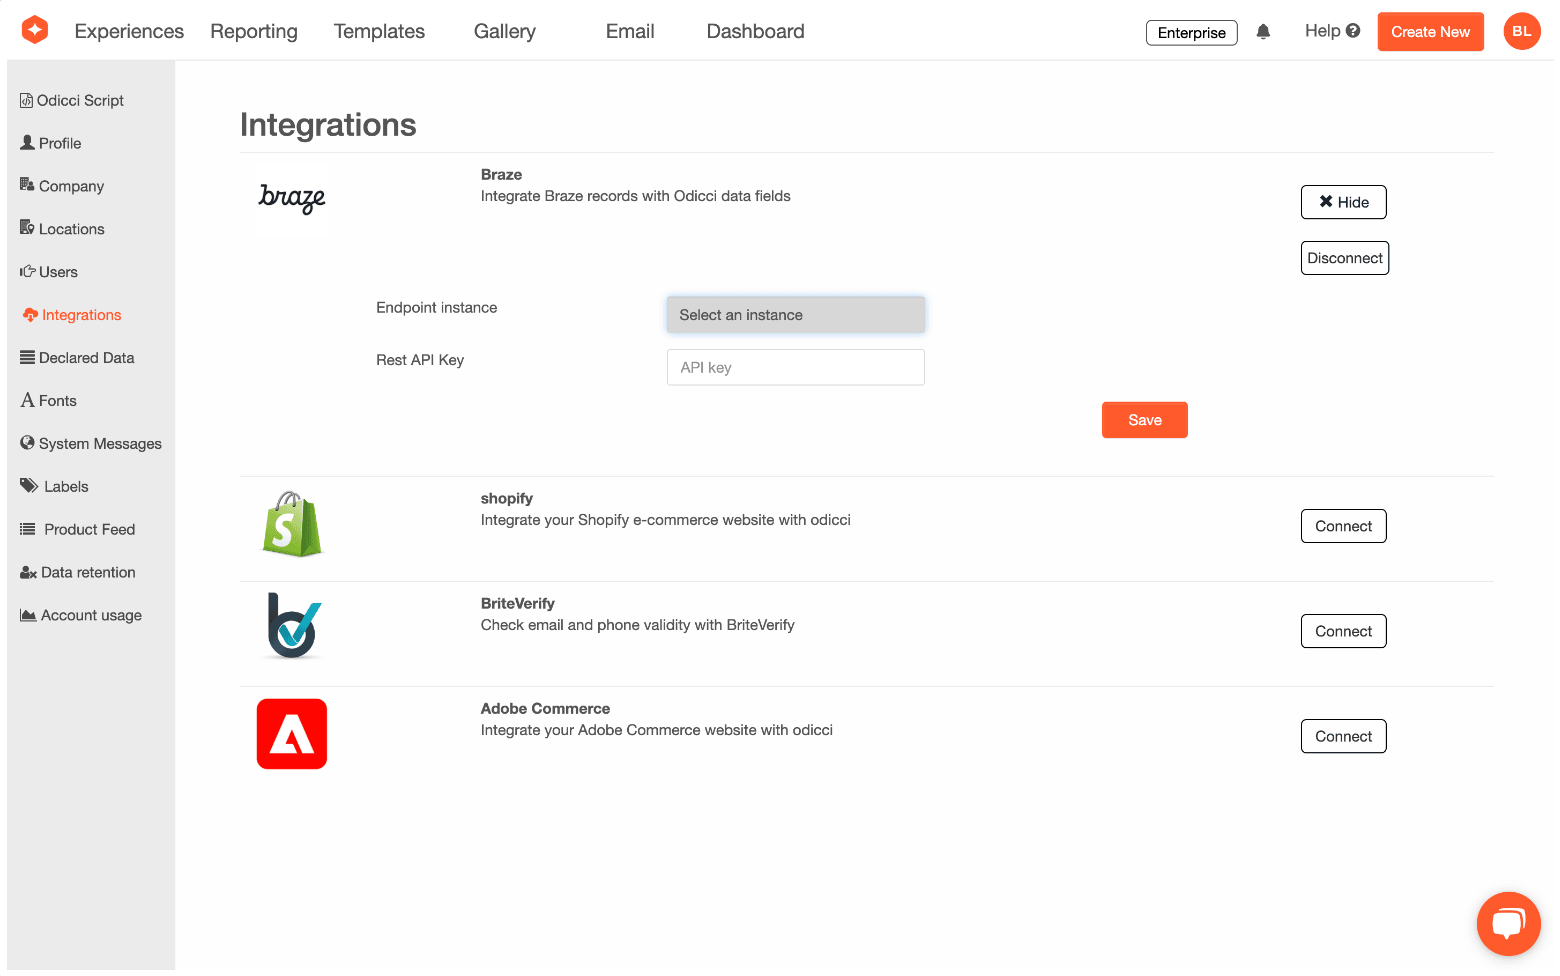 Experiences Reporting Templates Gallery Email Dashboard Enterprise Help Create New BL
Odicci Script
Profile
Company
Locations
Users
Integrations
Declared Data
Fonts
System Messages
Labels
Product Feed
Data retention
Account usage
Integrations
braze
Braze
Integrate Braze records with Odicci data fields
Hide
Disconnect
Endpoint instance
Select an instance
Rest API Key
API key
Save
shopify
Integrate your Shopify e-commerce website with odicci
Connect
BriteVerify
Check email and phone validity with BriteVerify
Connect
Adobe Commerce
Integrate your Adobe Commerce website with odicci
Connect